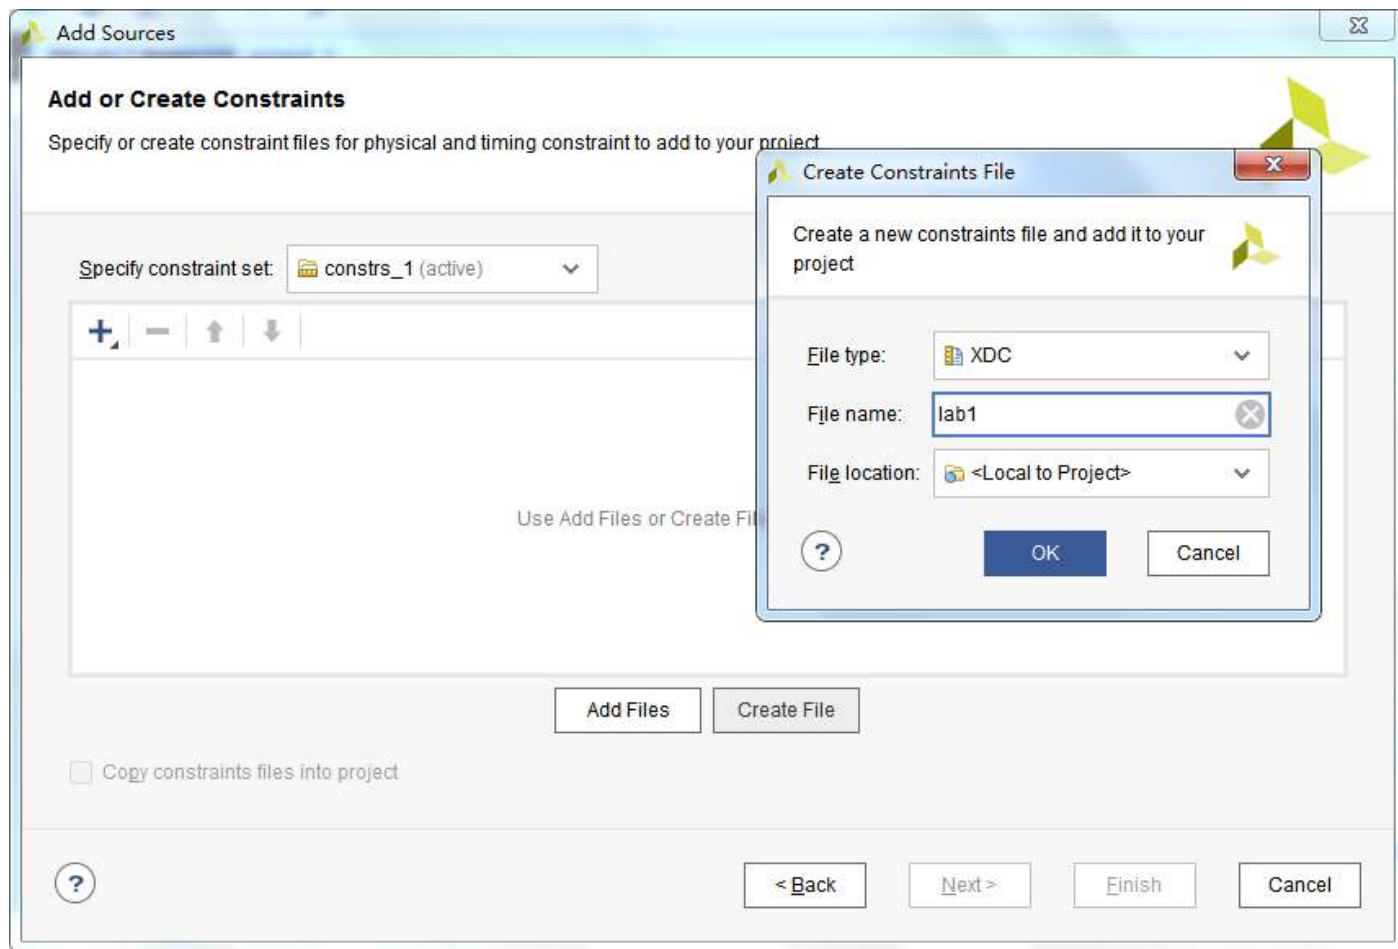 Add Sources
Add or Create Constraints
Specify or create constraint files for physical and timing constraint to add to your project
Specify constraint set: constrs_1 (active)
Use Add Files or Create
Add Files Create File
Copy constraints files into project
? < Back Next > Finish Cancel
Create Constraints File
Create a new constraints file and add it to your
project
File type: XDC
File name: lab1
File location: <Local to Project>
? OK Cancel